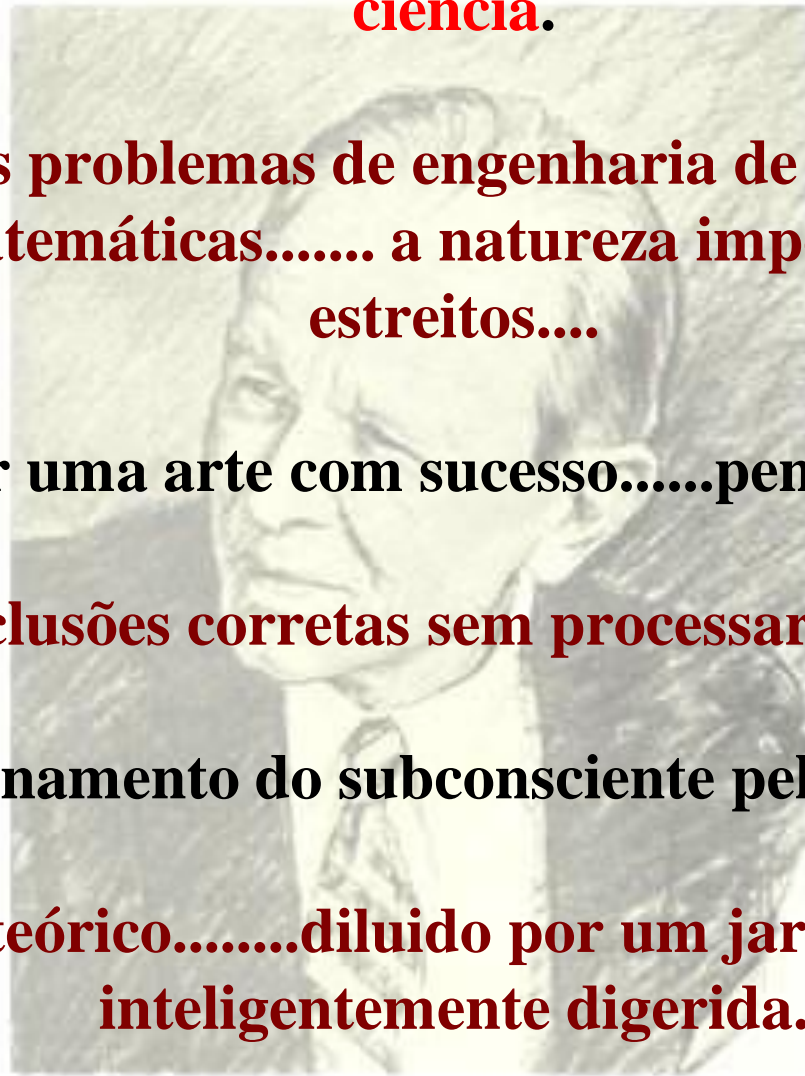 ciência.
s problemas de engenharia de
temáticas....... a natureza imp
estreitos....
r uma arte com sucesso......pen
clusões corretas sem processar
namento do subconsciente pel
teórico........diluido por um jar
inteligentemente digerida.